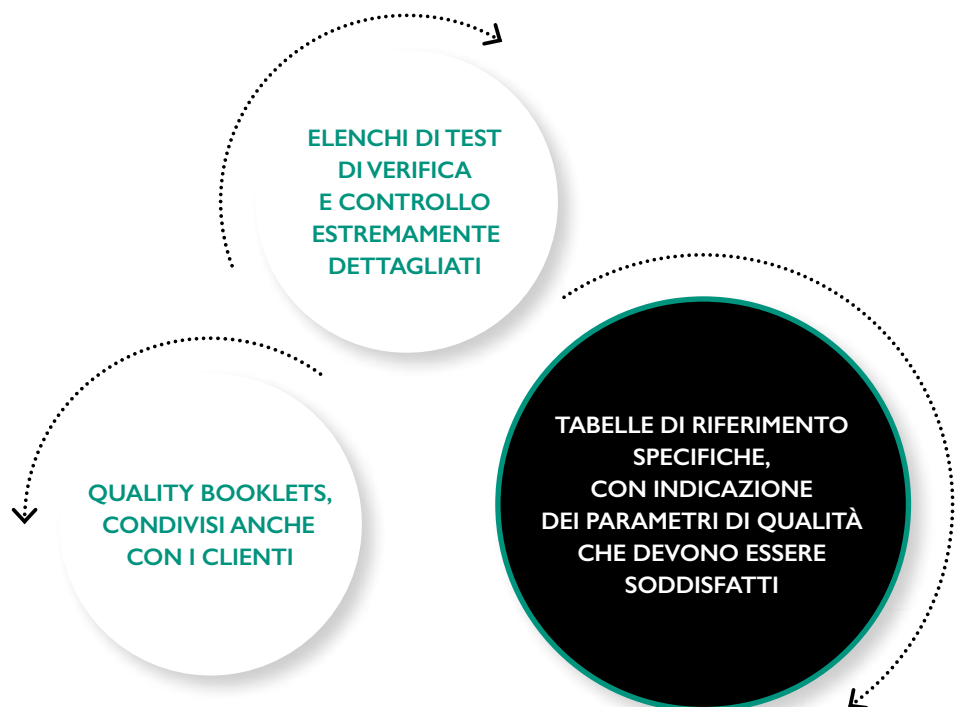 ELENCHI DI TEST
DI VERIFICA
E CONTROLLO
ESTREMAMENTE
DETTAGLIATI
QUALITY BOOKLETS,
CONDIVISI ANCHE
CON I CLIENTI
TABELLE DI RIFERIMENTO
SPECIFICHE,
CON INDICAZIONE
DEI PARAMETRI DI QUALITÀ
CHE DEVONO ESSERE
SODDISFATTI